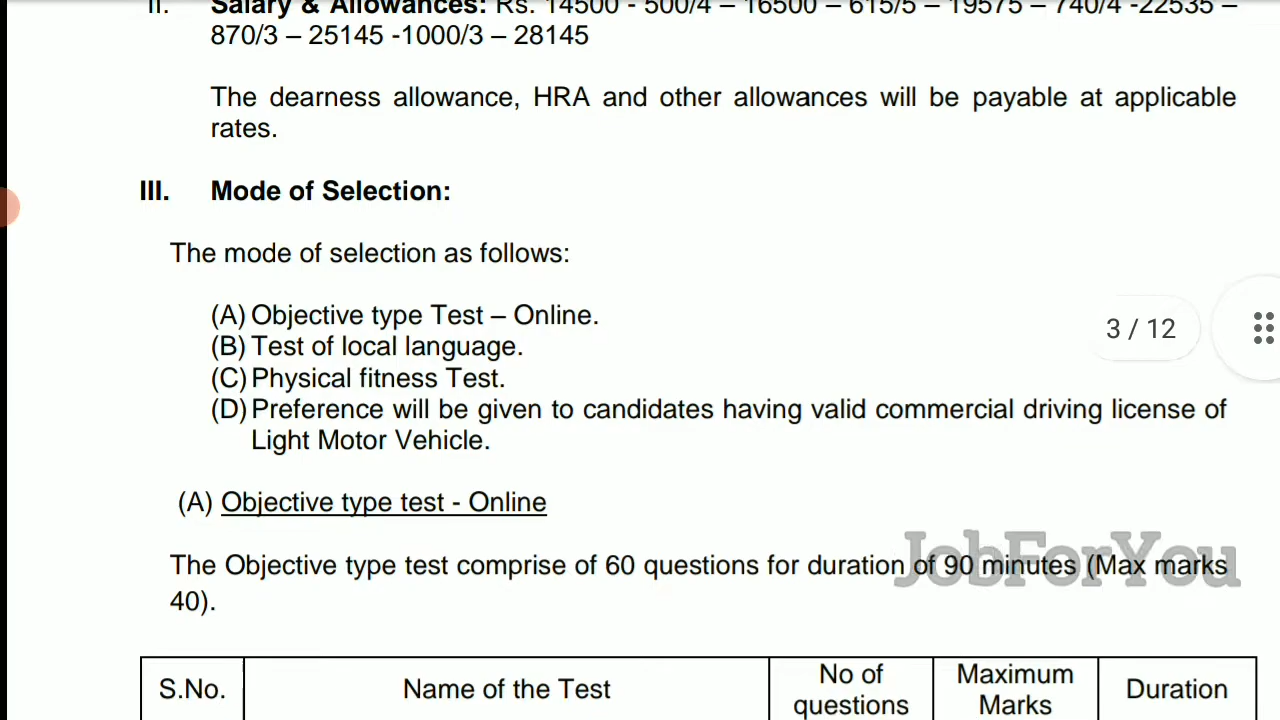 II. Salary & Allowances: Rs. 14500 - 500/4 – 16500 – 615/5 – 19575 – 740/4 -22535 –
870/3 – 25145 -1000/3 – 28145
The dearness allowance, HRA and other allowances will be payable at applicable
rates.
III. Mode of Selection:
The mode of selection as follows:
(A) Objective type Test – Online.
(B) Test of local language.
(C) Physical fitness Test.
(D) Preference will be given to candidates having valid commercial driving license of
Light Motor Vehicle.
3 / 12
(A) Objective type test - Online
The Objective type test comprise of 60 questions for duration of 90 minutes (Max marks
40).
JobForYou
S.No. Name of the Test No of questions Maximum Marks Duration